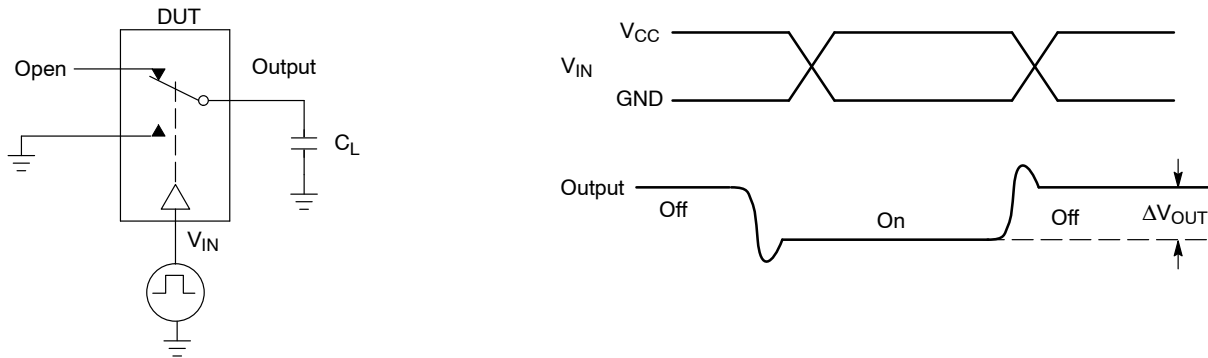 DUT
Open
Output
C_L
V_IN
V_CC
V_IN
GND
Output
Off
On
Off
ΔV_OUT